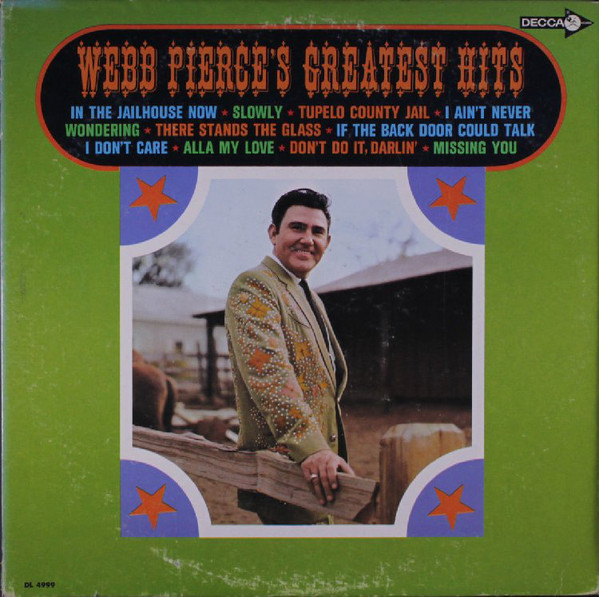 DECCA
WEBB PIERCE'S GREATEST HITS
IN THE JAILHOUSE NOW ★ SLOWLY ★ TUPELO COUNTY JAIL ★ I AIN'T NEVER
WONDERING ★ THERE STANDS THE GLASS ★ IF THE BACK DOOR COULD TALK
I DON'T CARE ★ ALLA MY LOVE ★ DON'T DO IT, DARLIN' ★ MISSING YOU
DL 4999